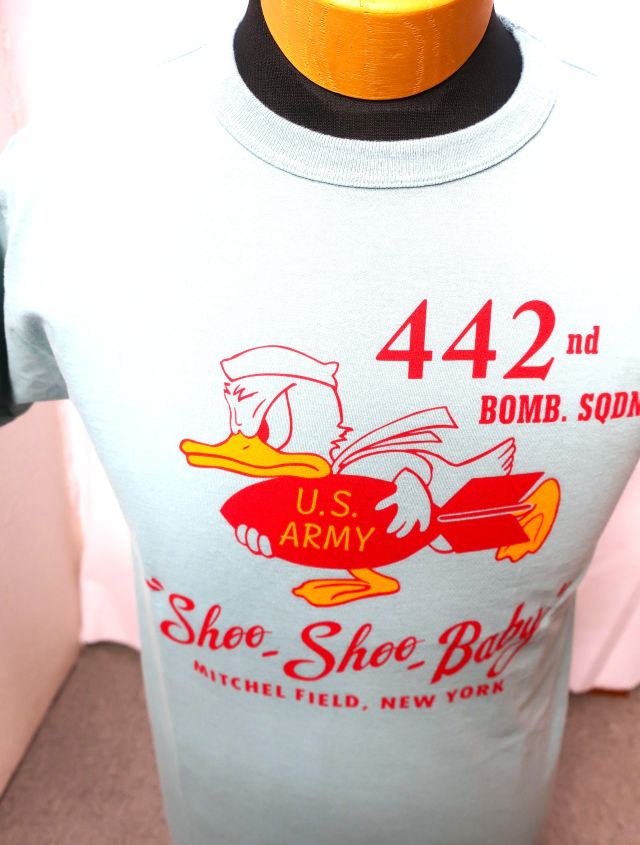 442nd
BOMB. SQDN
U.S.
ARMY
"Shoo-Shoo-Baby"
MITCHEL FIELD, NEW YORK